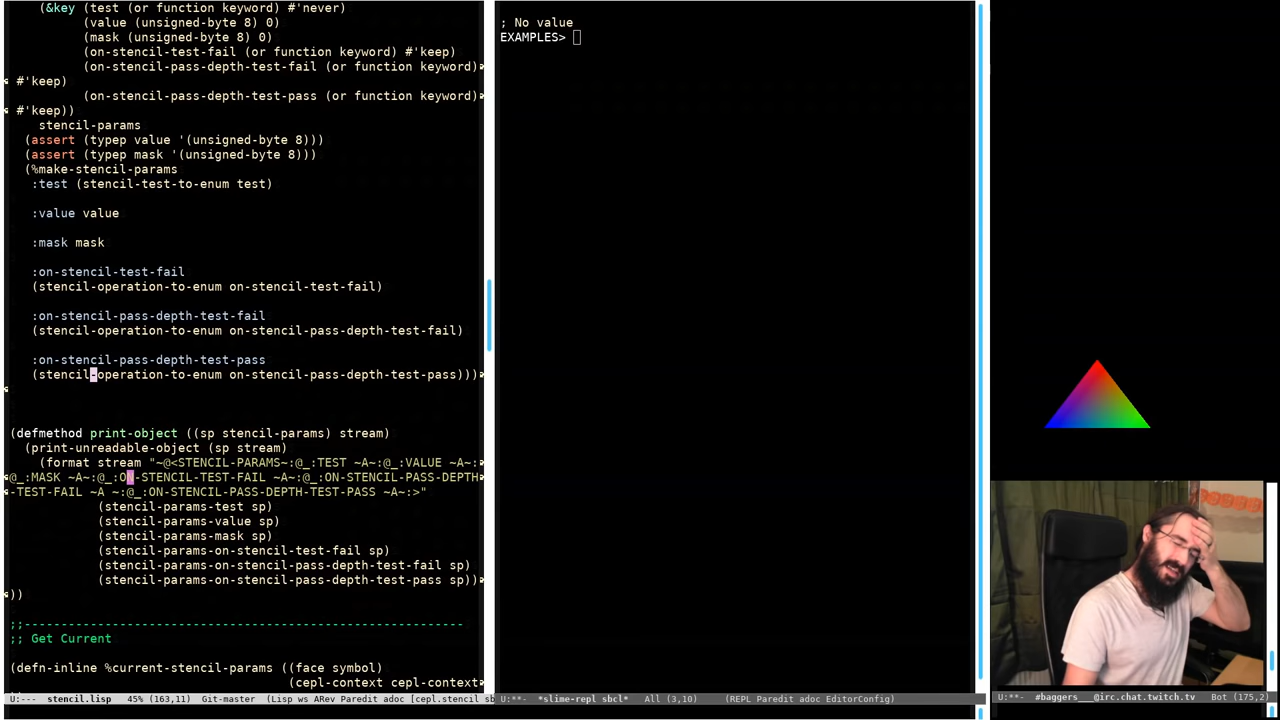 (&key (test (or function keyword) #'never)
(value (unsigned-byte 8) 0)
(mask (unsigned-byte 8) 0)
(on-stencil-test-fail (or function keyword) #'keep)
(on-stencil-pass-depth-test-fail (or function keyword)
#'keep)
(on-stencil-pass-depth-test-pass (or function keyword)
#'keep))
stencil-params
(assert (typep value '(unsigned-byte 8)))
(assert (typep mask '(unsigned-byte 8)))
(%make-stencil-params
:test (stencil-test-to-enum test)
:value value
:mask mask
:on-stencil-test-fail
(stencil-operation-to-enum on-stencil-test-fail)
:on-stencil-pass-depth-test-fail
(stencil-operation-to-enum on-stencil-pass-depth-test-fail)
:on-stencil-pass-depth-test-pass
(stencil-operation-to-enum on-stencil-pass-depth-test-pass)))
(defmethod print-object ((sp stencil-params) stream)
(print-unreadable-object (sp stream)
(format stream "~@<STENCIL-PARAMS~:@_:TEST ~A~:@_:VALUE ~A~:
@_:MASK ~A~:@_:ON-STENCIL-TEST-FAIL ~A~:@_:ON-STENCIL-PASS-DEPTH
-TEST-FAIL ~A ~:@_:ON-STENCIL-PASS-DEPTH-TEST-PASS ~A~:>"
(stencil-params-test sp)
(stencil-params-value sp)
(stencil-params-mask sp)
(stencil-params-on-stencil-test-fail sp)
(stencil-params-on-stencil-pass-depth-test-fail sp)
(stencil-params-on-stencil-pass-depth-test-pass sp))
))
;;------------------------------------------------------------
;; Get Current
(defn-inline %current-stencil-params ((face symbol)
(cepl-context cepl-context
U:--- stencil.lisp 45% (163,11) Git-master (Lisp ws ARev Paredit adoc [cepl.stencil sb
; No value
EXAMPLES>
U:**- *slime-repl sbcl* All (3,10) (REPL Paredit adoc EditorConfig)
U:**- #baggers___@irc.chat.twitch.tv Bot (175,2)